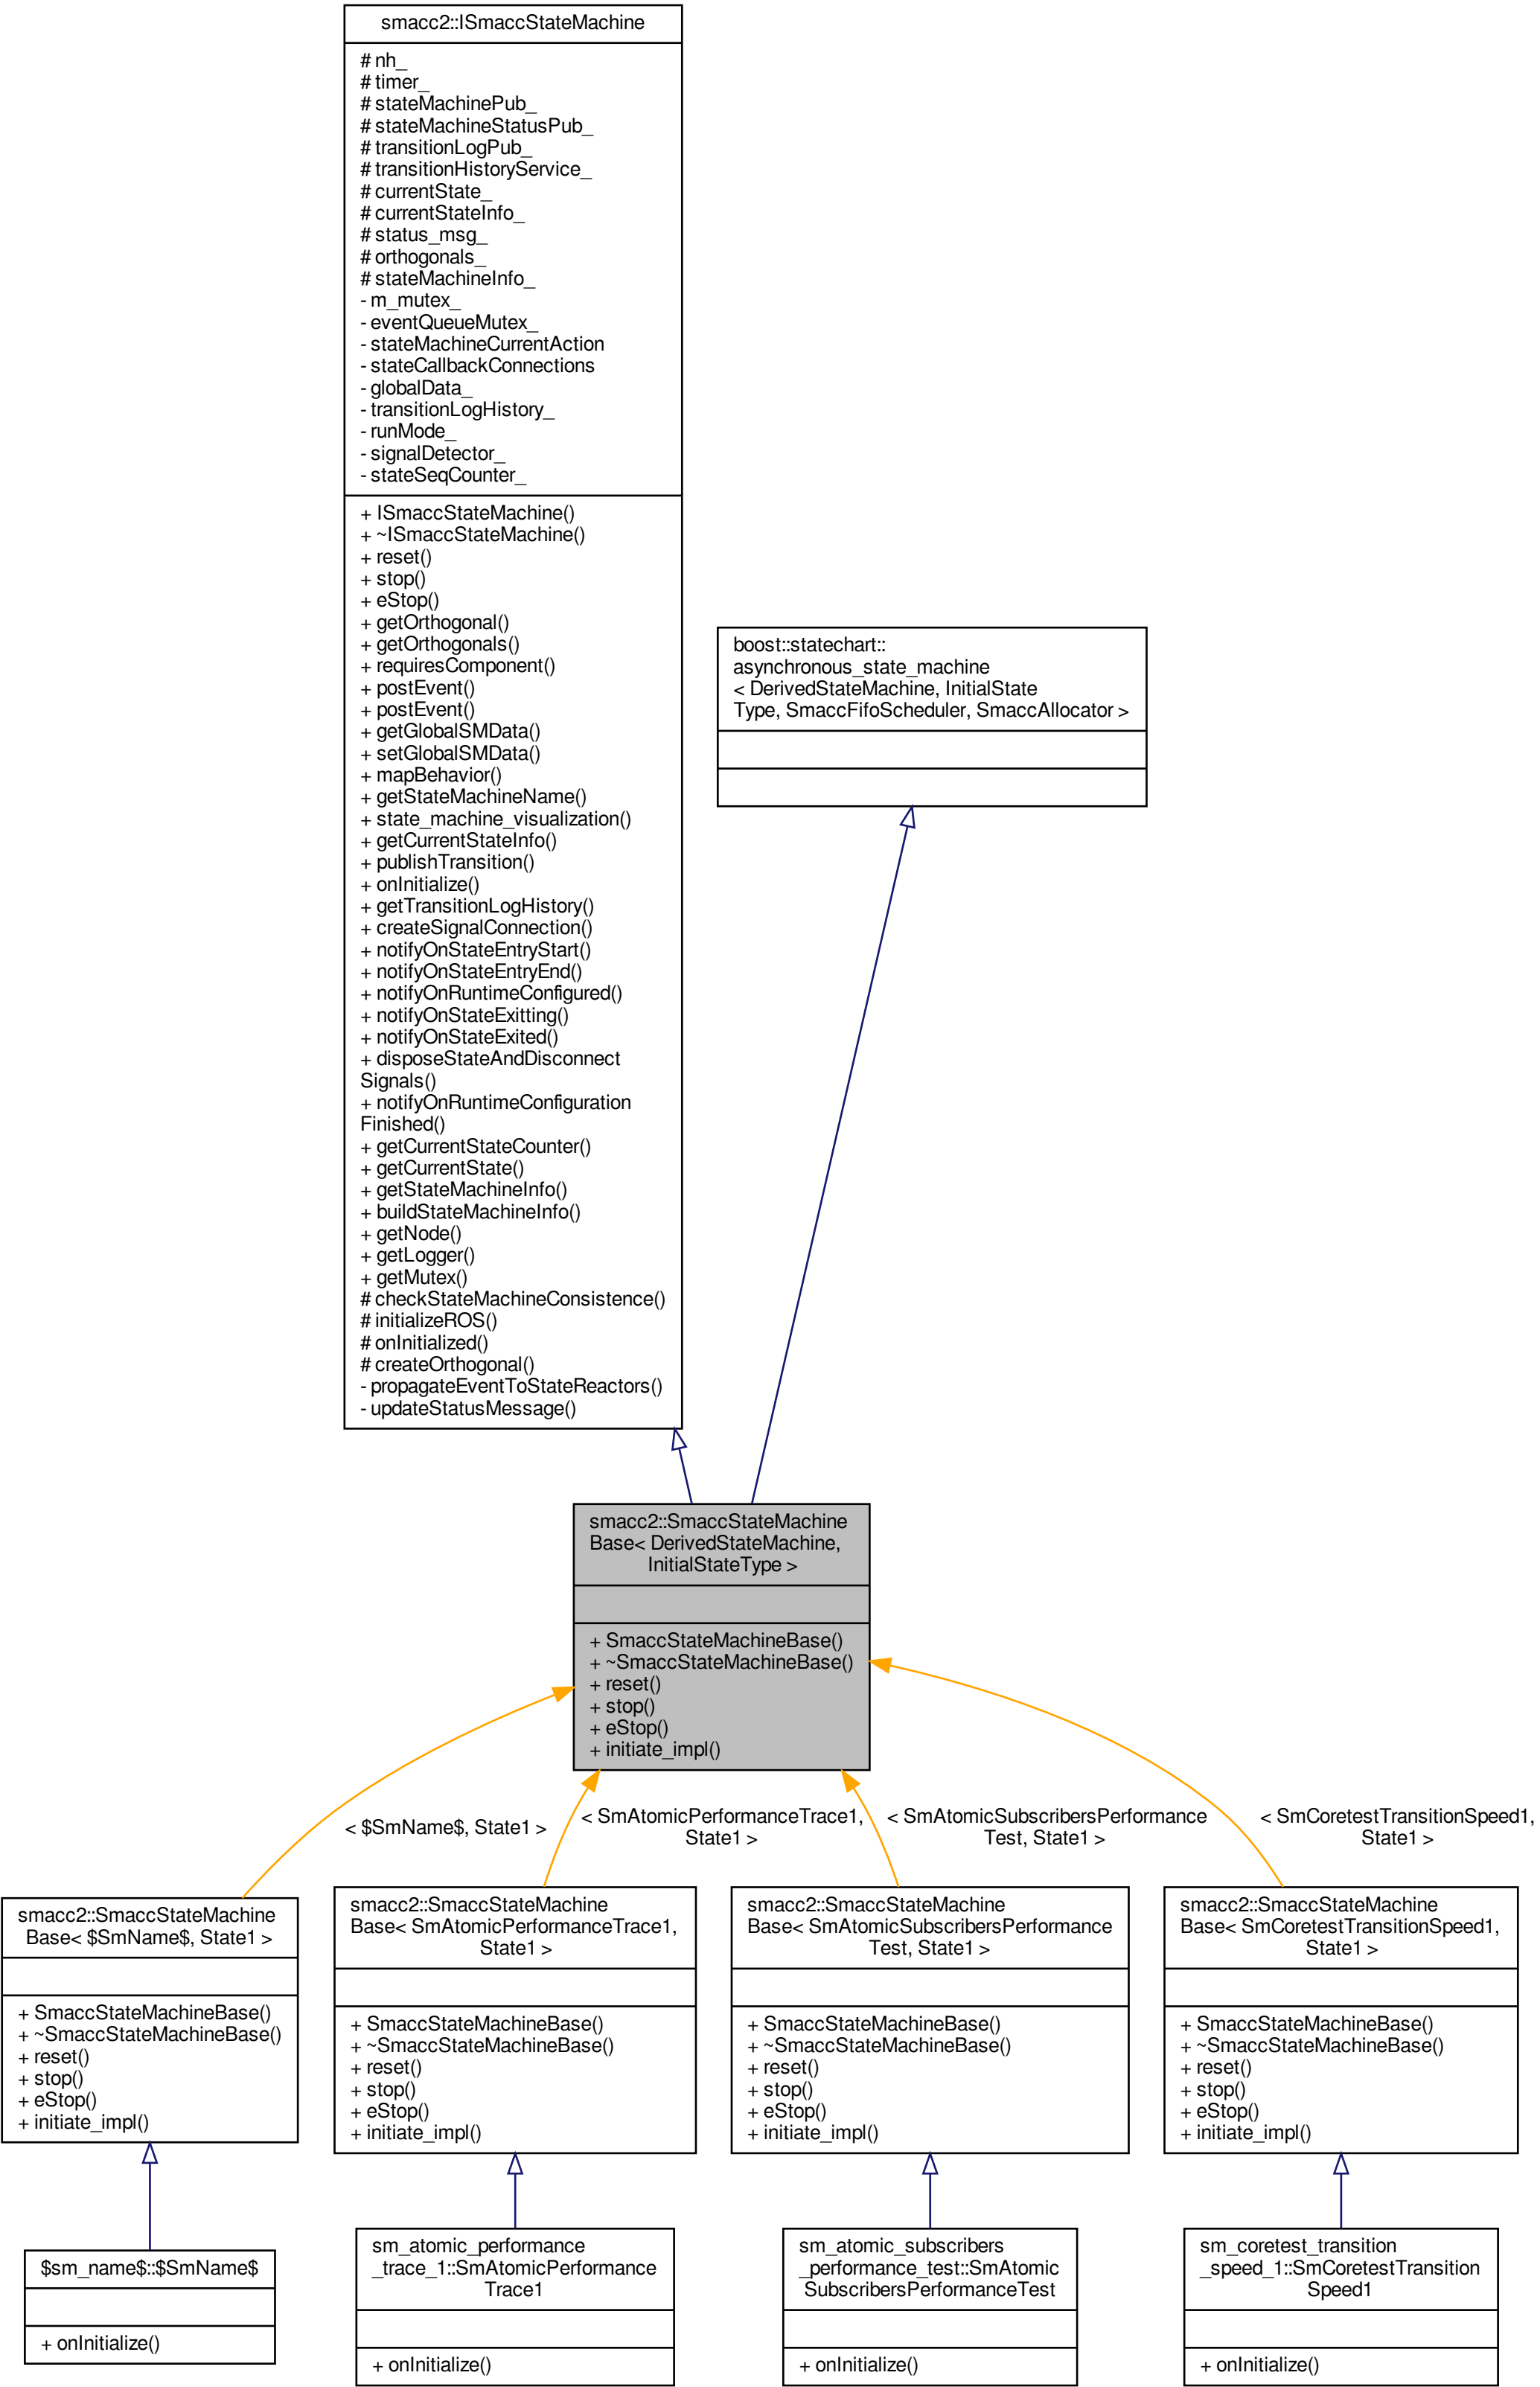 smacc2::ISmaccStateMachine
# nh_
# timer_
# stateMachinePub_
# stateMachineStatusPub_
# transitionLogPub_
# transitionHistoryService_
# currentState_
# currentStateInfo_
# status_msg_
# orthogonals_
# stateMachineInfo_
- m_mutex_
- eventQueueMutex_
- stateMachineCurrentAction
- stateCallbackConnections
- globalData_
- transitionLogHistory_
- runMode_
- signalDetector_
- stateSeqCounter_
+ ISmaccStateMachine()
+ ~ISmaccStateMachine()
+ reset()
+ stop()
+ eStop()
+ getOrthogonal()
+ getOrthogonals()
+ requiresComponent()
+ postEvent()
+ postEvent()
+ getGlobalSMData()
+ setGlobalSMData()
+ mapBehavior()
+ getStateMachineName()
+ state_machine_visualization()
+ getCurrentStateInfo()
+ publishTransition()
+ onInitialize()
+ getTransitionLogHistory()
+ createSignalConnection()
+ notifyOnStateEntryStart()
+ notifyOnStateEntryEnd()
+ notifyOnRuntimeConfigured()
+ notifyOnStateExitting()
+ notifyOnStateExited()
+ disposeStateAndDisconnect
Signals()
+ notifyOnRuntimeConfiguration
Finished()
+ getCurrentStateCounter()
+ getCurrentState()
+ getStateMachineInfo()
+ buildStateMachineInfo()
+ getNode()
+ getLogger()
+ getMutex()
# checkStateMachineConsistence()
# initializeROS()
# onInitialized()
# createOrthogonal()
- propagateEventToStateReactors()
- updateStatusMessage()
boost::statechart::
asynchronous_state_machine
< DerivedStateMachine, InitialState
Type, SmaccFifoScheduler, SmaccAllocator >
smacc2::SmaccStateMachine
Base< DerivedStateMachine,
InitialStateType >
+ SmaccStateMachineBase()
+ ~SmaccStateMachineBase()
+ reset()
+ stop()
+ eStop()
+ initiate_impl()
< $SmName$, State1 >
< SmAtomicPerformanceTrace1,
State1 >
< SmAtomicSubscribersPerformance
Test, State1 >
< SmCoretestTransitionSpeed1,
State1 >
smacc2::SmaccStateMachine
Base< $SmName$, State1 >
+ SmaccStateMachineBase()
+ ~SmaccStateMachineBase()
+ reset()
+ stop()
+ eStop()
+ initiate_impl()
smacc2::SmaccStateMachine
Base< SmAtomicPerformanceTrace1,
State1 >
+ SmaccStateMachineBase()
+ ~SmaccStateMachineBase()
+ reset()
+ stop()
+ eStop()
+ initiate_impl()
smacc2::SmaccStateMachine
Base< SmAtomicSubscribersPerformance
Test, State1 >
+ SmaccStateMachineBase()
+ ~SmaccStateMachineBase()
+ reset()
+ stop()
+ eStop()
+ initiate_impl()
smacc2::SmaccStateMachine
Base< SmCoretestTransitionSpeed1,
State1 >
+ SmaccStateMachineBase()
+ ~SmaccStateMachineBase()
+ reset()
+ stop()
+ eStop()
+ initiate_impl()
$sm_name$::$SmName$
+ onInitialize()
sm_atomic_performance
_trace_1::SmAtomicPerformance
Trace1
+ onInitialize()
sm_atomic_subscribers
_performance_test::SmAtomic
SubscribersPerformanceTest
+ onInitialize()
sm_coretest_transition
_speed_1::SmCoretestTransition
Speed1
+ onInitialize()